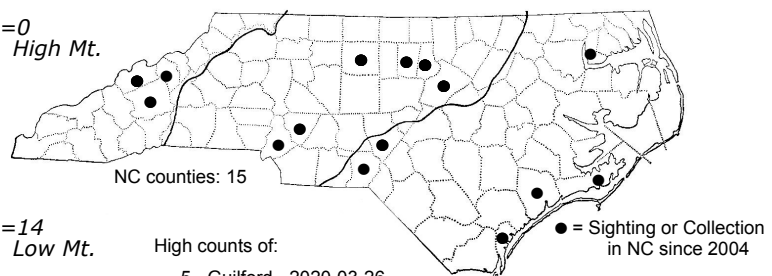 =0
High Mt.
NC counties: 15
=14
Low Mt.
High counts of:
5 - Guilford - 2020-03-26
● = Sighting or Collection
in NC since 2004